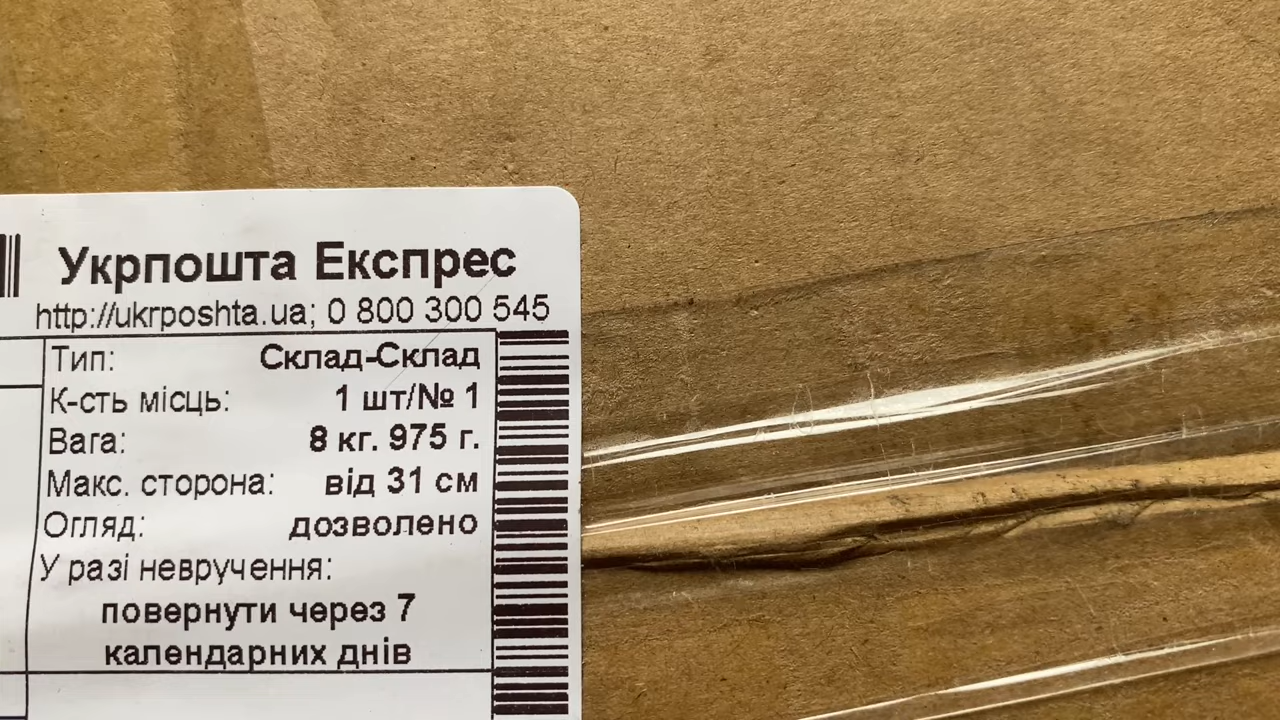 Укрпошта Експрес
http://ukrposhta.ua; 0 800 300 545
Тип: Склад-Склад
К-сть місць: 1 шт/№ 1
Вага: 8 кг. 975 г.
Макс. сторона: від 31 см
Огляд: дозволено
У разі невручення:
повернути через 7
календарних днів